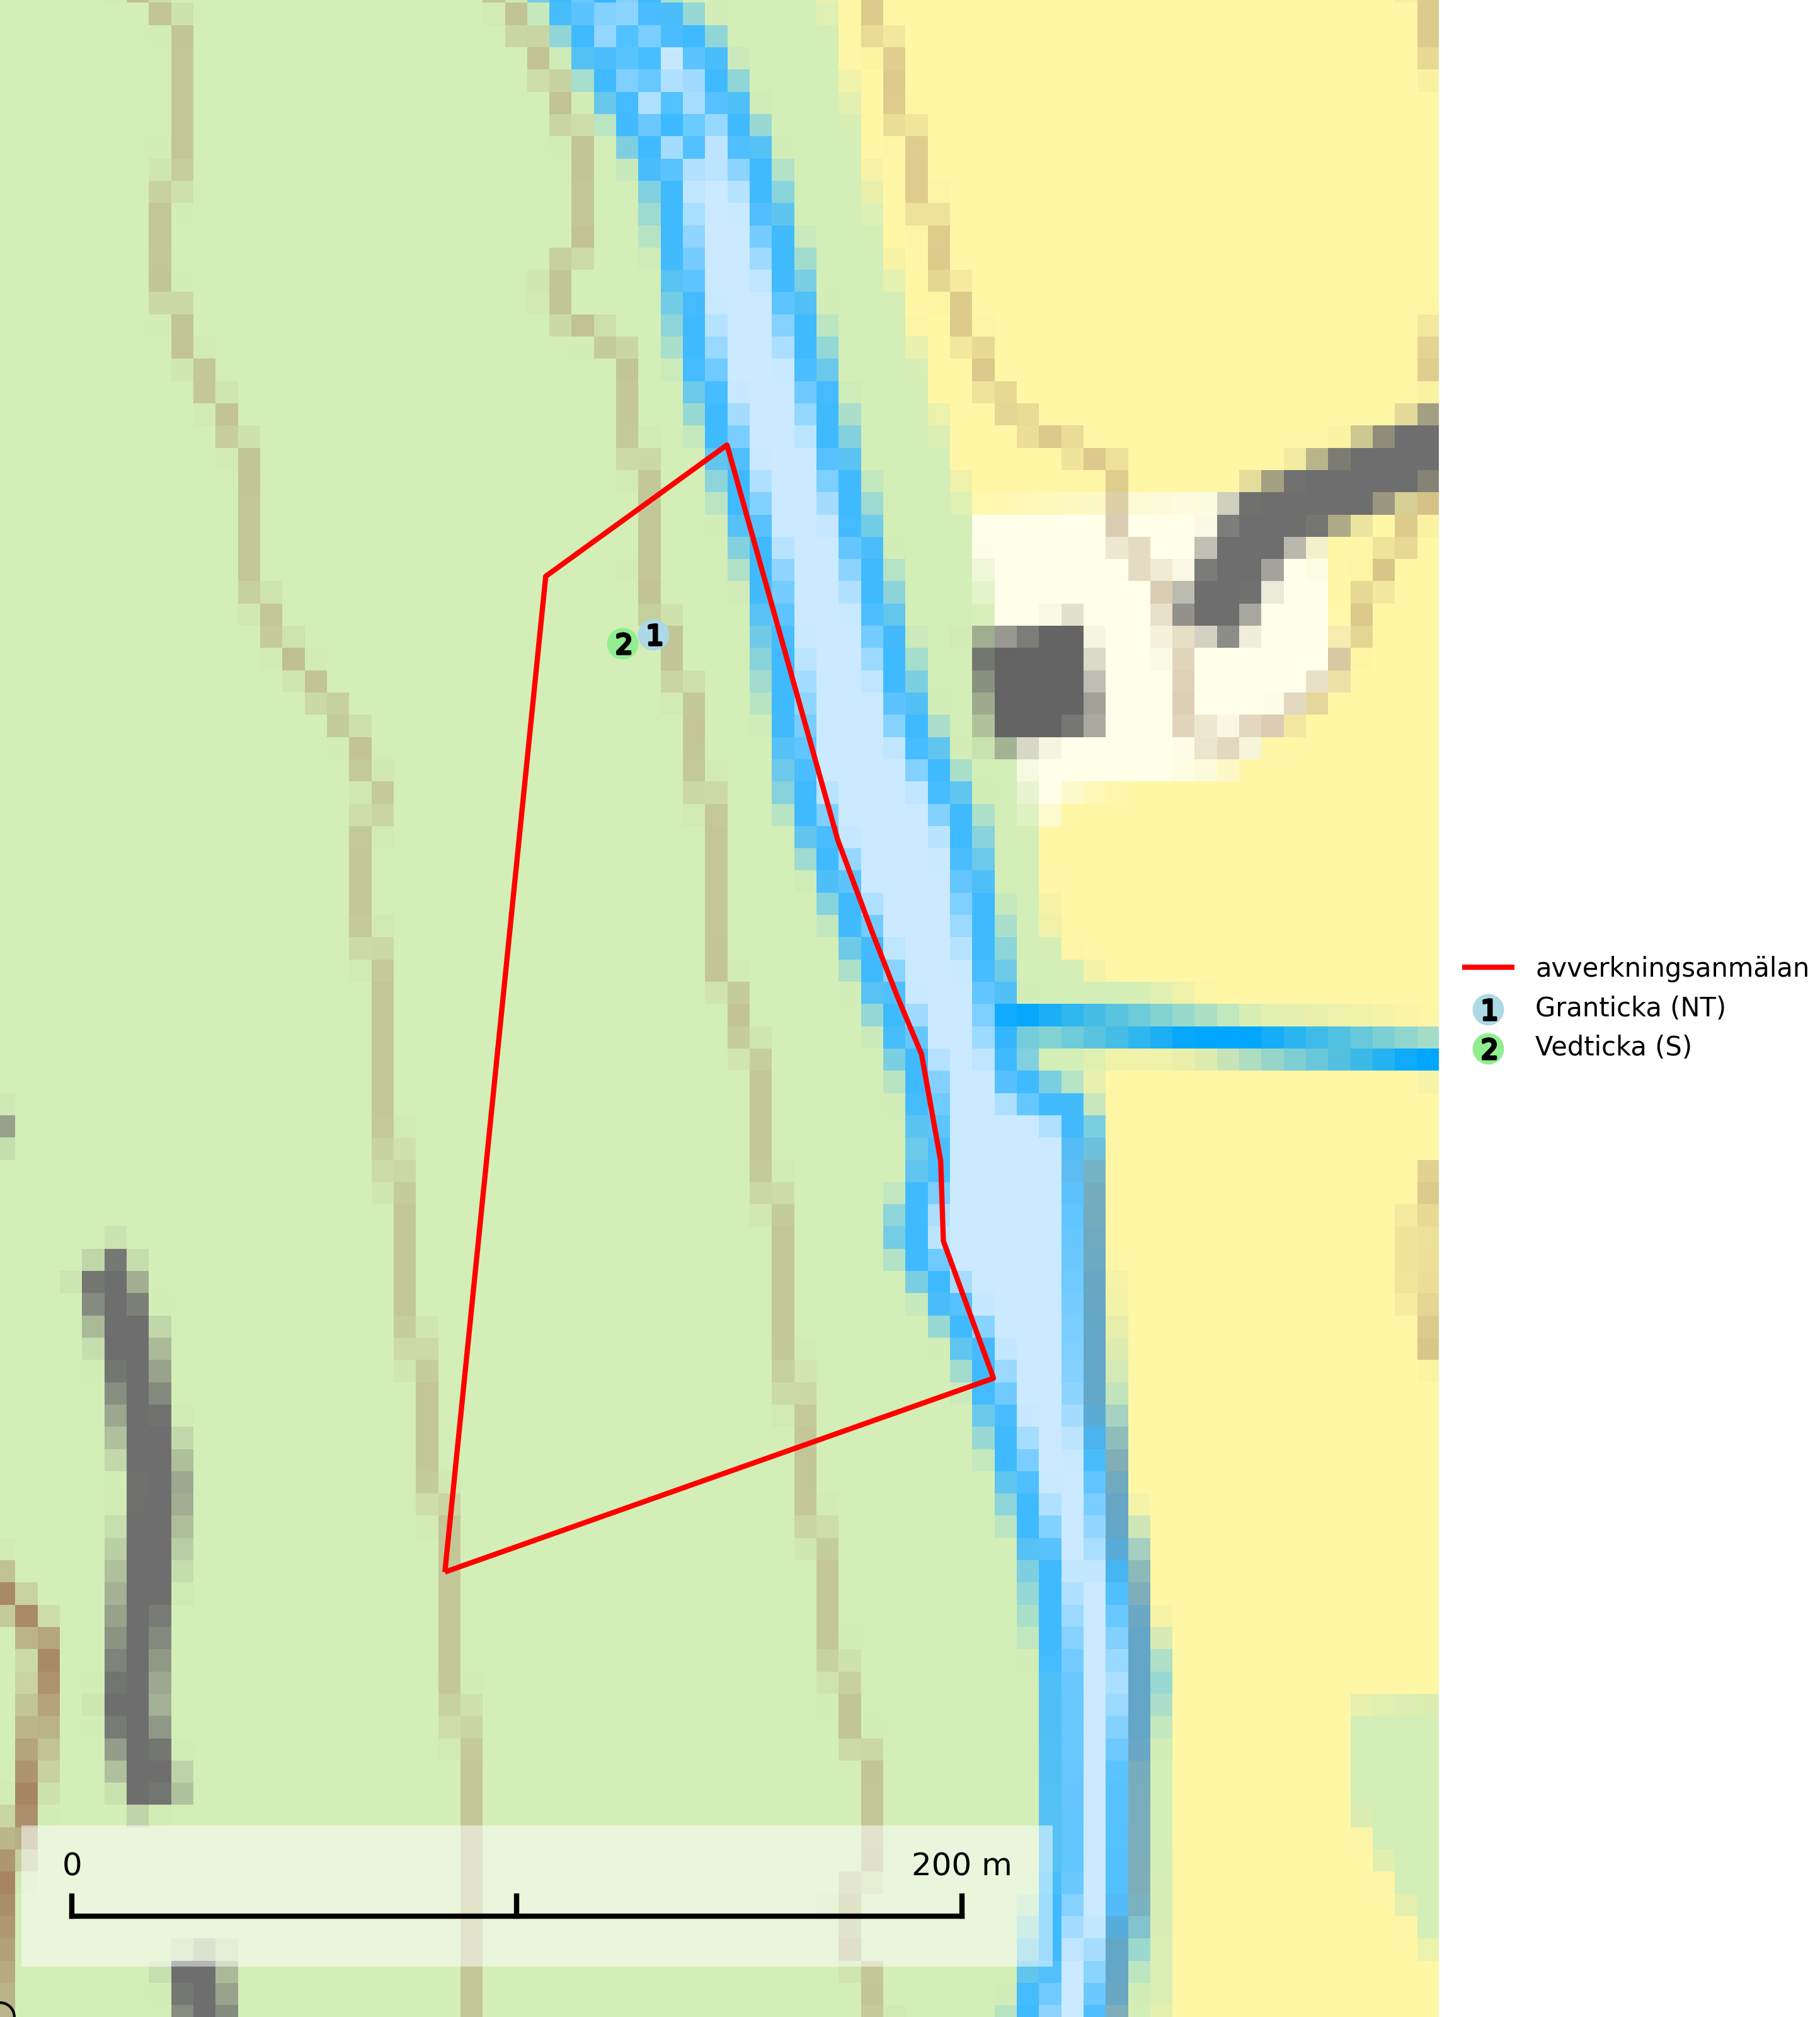 2 1
avverkningsanmälan
1 Granticka (NT)
2 Vedticka (S)
0 200 m